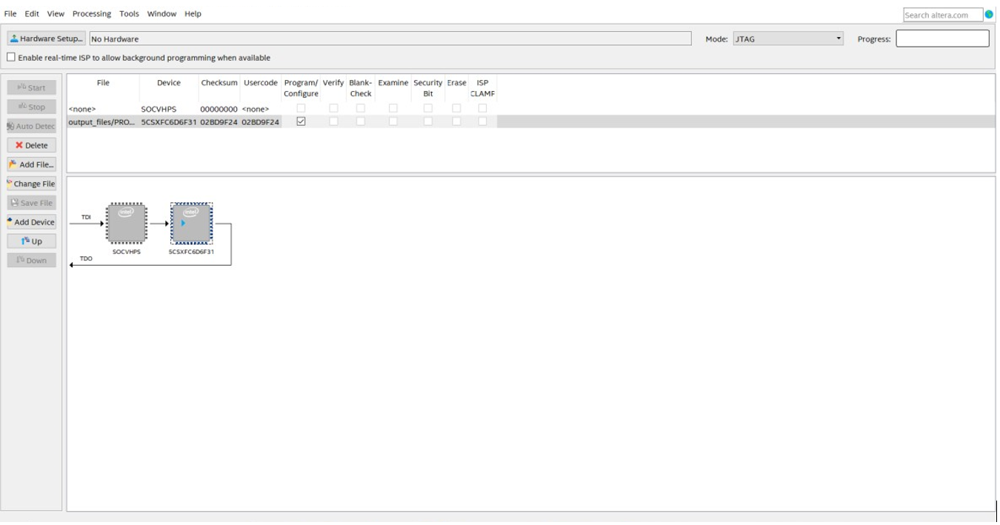 File Edit View Processing Tools Window Help
Search altera.com
Hardware Setup... No Hardware Mode: JTAG Progress:
Enable real-time ISP to allow background programming when available
Start
Stop
Auto Detec
Delete
Add File...
Change File
Save File
Add Device
Up
Down
File Device Checksum Usercode Program/ Verify Blank- Examine Security Erase ISP
Configure Check Bit CLAMP
<none> SOCVHPS 00000000 <none>
output_files/PRO... 5CSXFC6D6F31 02BD9F24 02BD9F24
TDI
intel intel
SOCVHPS 5CSXFC6D6F31
TDO